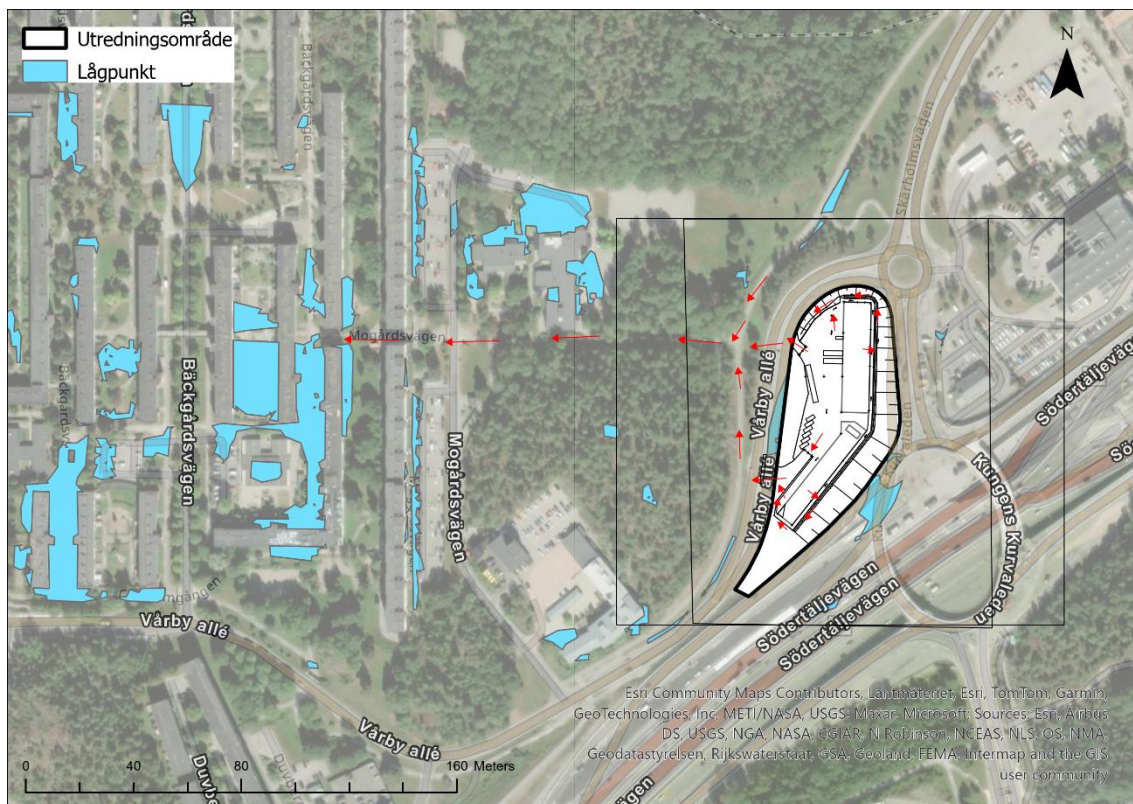 Utredningsområde
Lågpunkt
N
Bäckgårdsvägen
Skärholmsvägen
Mogårdsvägen
Bäckgårdsvägen
Mogårdsvägen
Vårby allé
Vårby allé
Södertäljevägen
Kungens Kurvaleden
Södertäljevägen
Södertäljevägen
Vårby allé
Vårby allé
Esri Community Maps Contributors, Lantmäteriet, Esri, TomTom, Garmin,
GeoTechnologies, Inc, METI/NASA, USGS, Maxar, Microsoft; Sources: Esri, Airbus
DS, USGS, NGA, NASA, CGIAR, N Robinson, NCEAS, NLS, OS, NMA,
Geodatastyrelsen, Rijkswaterstaat, GSA, Geoland, FEMA, Intermap and the GIS
user community
0 40 80 160 Meters